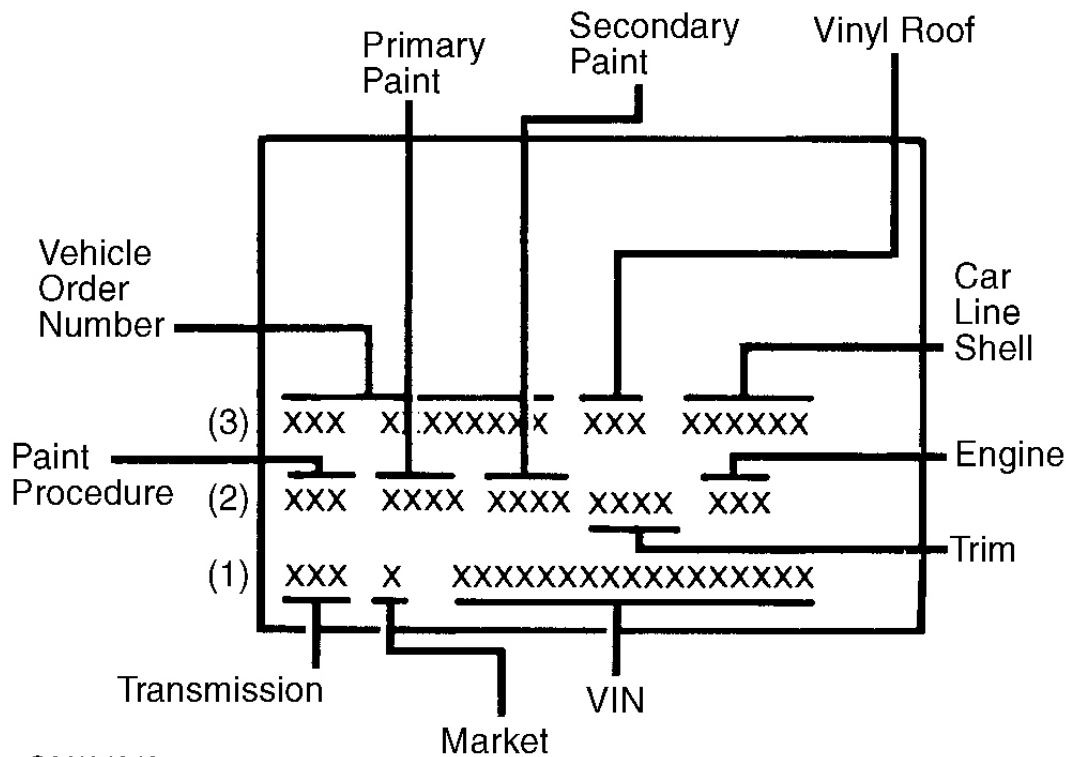 Primary
Paint
Secondary
Paint
Vinyl Roof
Vehicle
Order
Number
Car
Line
Shell
(3) XXX XXXXXXXXX XXX XXXXXX
Paint
Procedure
Engine
(2) XXX XXXX XXXX XXXX XXX
Trim
(1) XXX X XXXXXXXXXXXXXXXXX
Transmission
VIN
Market